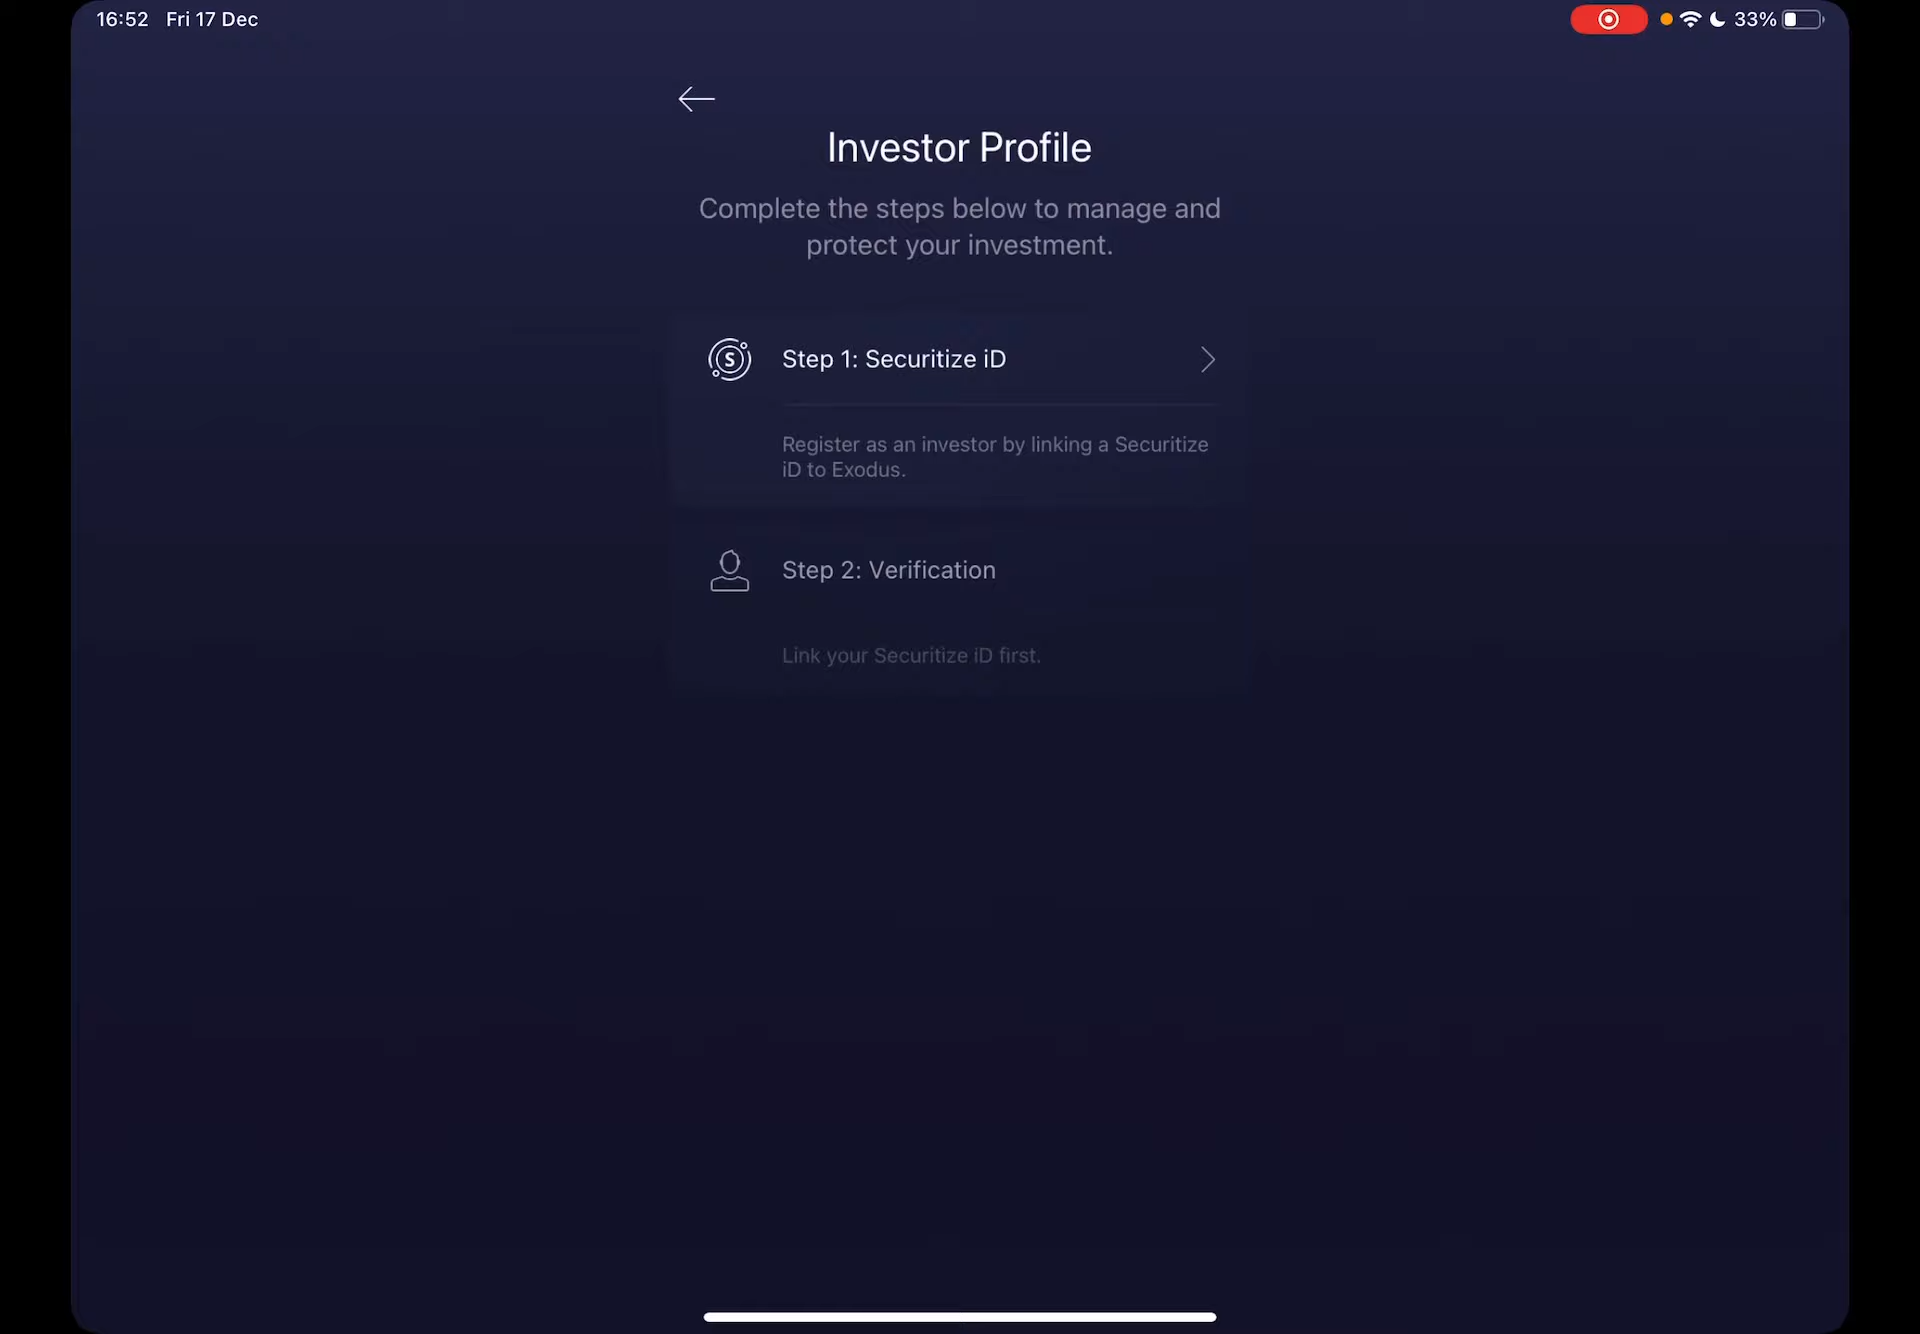 16:52 Fri 17 Dec
33%
Investor Profile
Complete the steps below to manage and
protect your investment.
S
Step 1: Securitize iD
Register as an investor by linking a Securitize
iD to Exodus.
Step 2: Verification
Link your Securitize iD first.